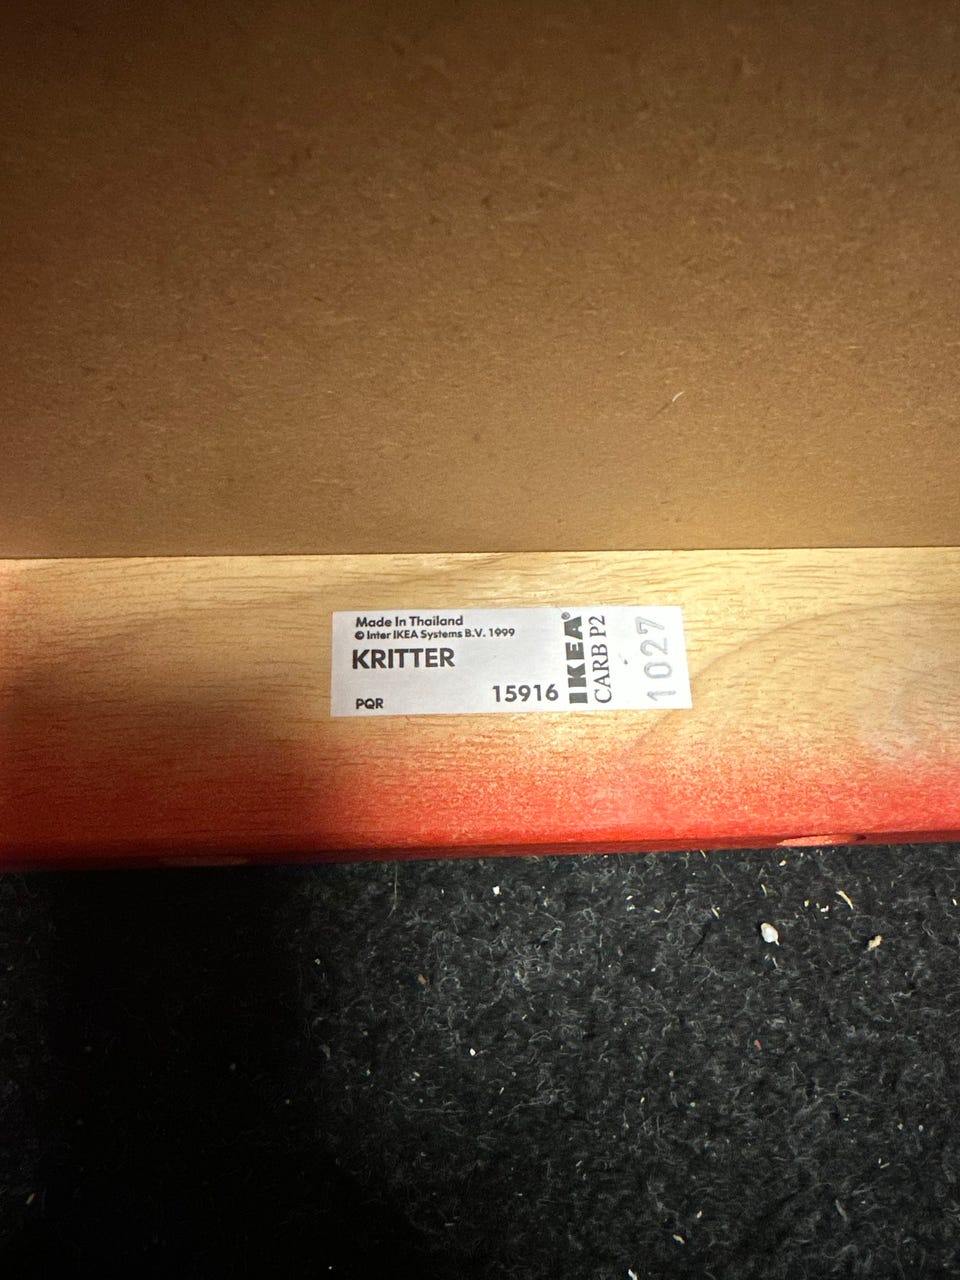 Made In Thailand
© Inter IKEA Systems B.V. 1999
KRITTER
PQR
15916
IKEA®
CARB P2
1027